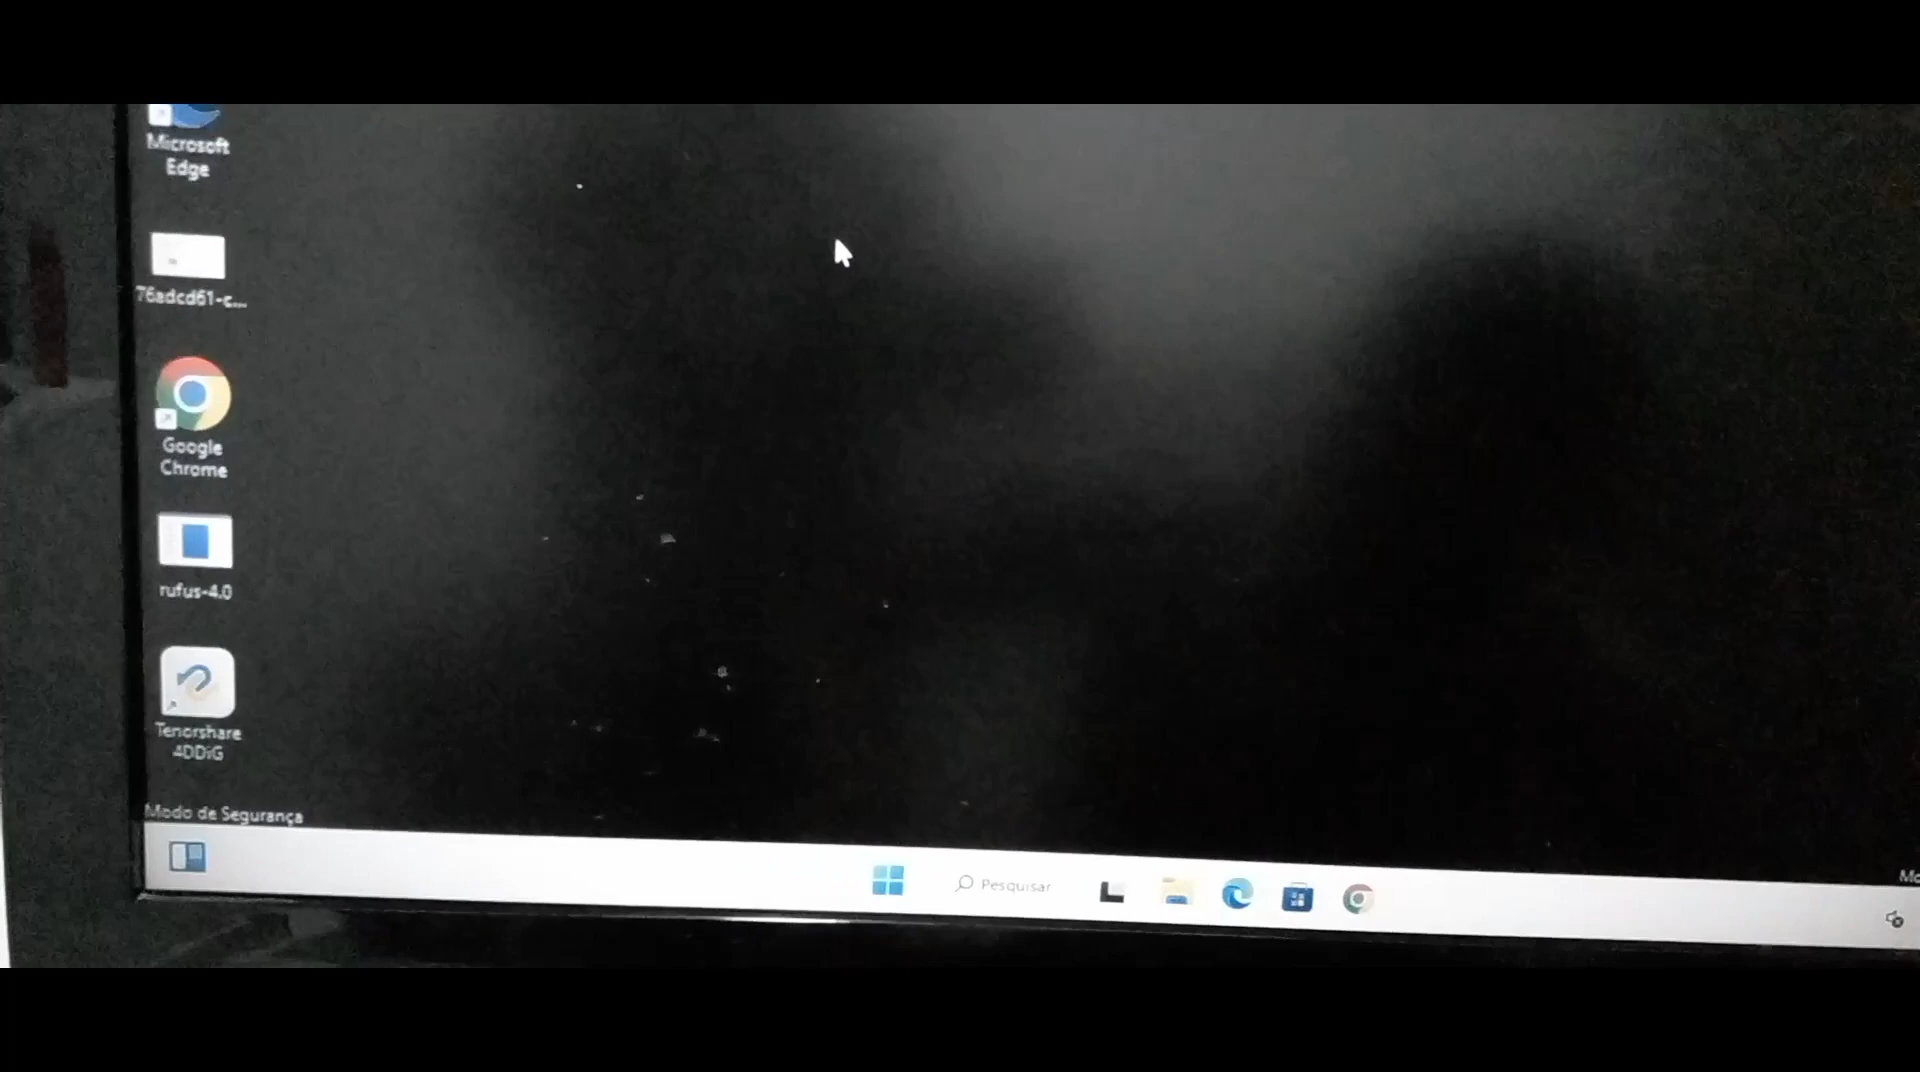 Microsoft
Edge
76adcd61-c...
Google
Chrome
rufus-4.0
Tenorshare
4DDiG
Modo de Segurança
Pesquisar